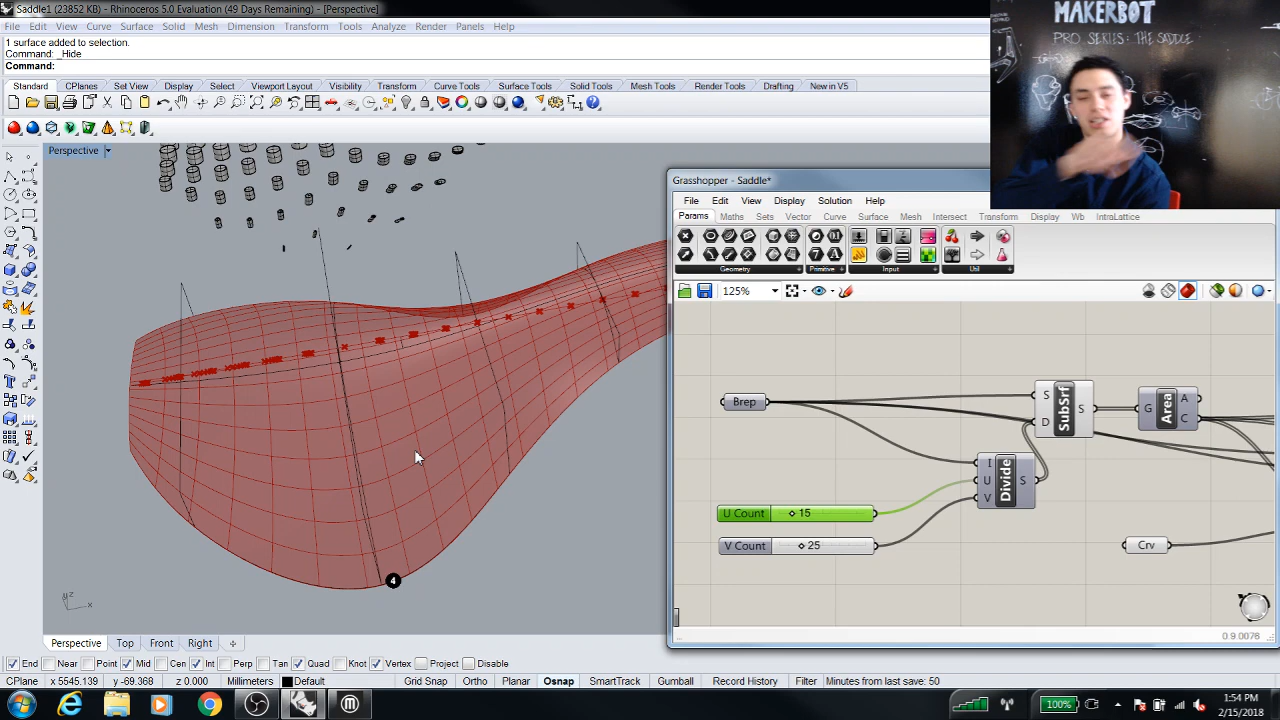 Saddle1 (23852 KB) - Rhinoceros 5.0 Evaluation (49 Days Remaining) - [Perspective]
File Edit View Curve Surface Solid Mesh Dimension Transform Tools Analyze Render Panels Help
1 surface added to selection.
Command: _Hide
Command:
Standard CPlanes Set View Display Select Viewport Layout Visibility Transform Curve Tools Surface Tools Solid Tools Mesh Tools Render Tools Drafting New in V5
MAKERBOT
PRO SERIES: THE SADDLE
Perspective
4
z y x
Grasshopper - Saddle*
File Edit View Display Solution Help
Params Maths Sets Vector Curve Surface Mesh Intersect Transform Display Wb IntraLattice
Geometry Primitive Input Util
125%
Brep
S
D
SubSrf
S
G
Area
A
C
I
U
V
Divide
S
U Count 15
V Count 25
Crv
0.9.0076
Perspective Top Front Right
End Near Point Mid Cen Int Perp Tan Quad Knot Vertex Project Disable
CPlane x 5545.139 y -69.368 z 0.000 Millimeters Default Grid Snap Ortho Planar Osnap SmartTrack Gumball Record History Filter Minutes from last save: 50
100%
1:54 PM
2/15/2018